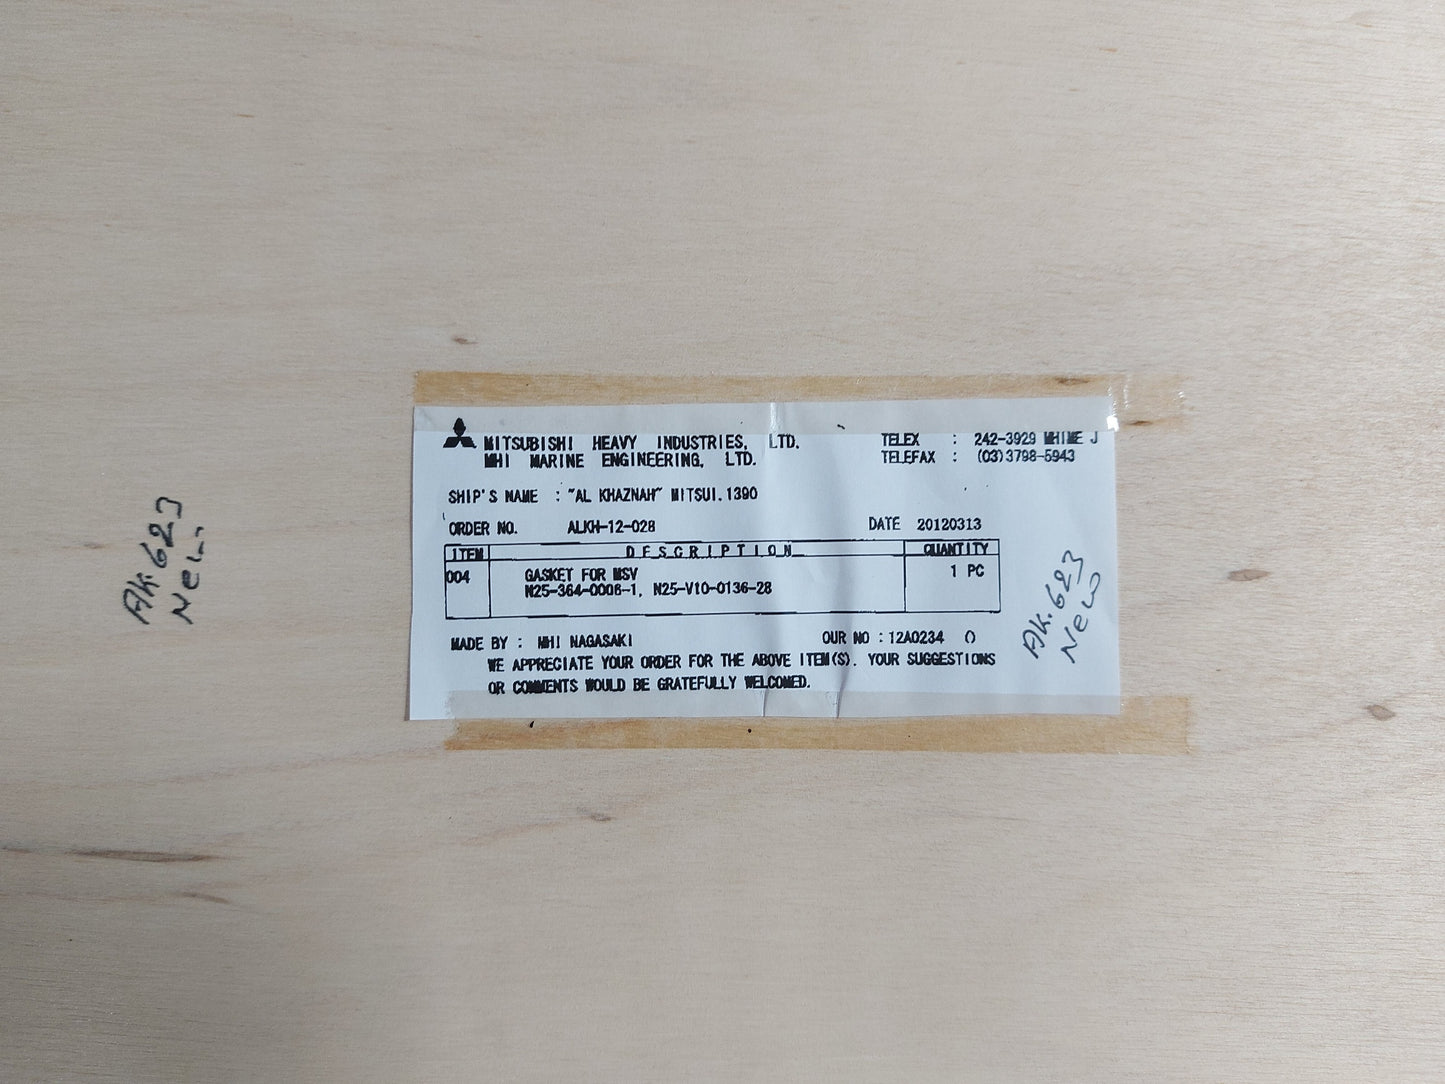 MITSUBISHI HEAVY INDUSTRIES, LTD.
MHI MARINE ENGINEERING, LTD.
TELEX : 242-3929 MHIME J
TELEFAX : (03)3798-5943
SHIP'S NAME : "AL KHAZNAH" MITSUI.1390
ORDER NO. ALKH-12-028 DATE 20120313
ITEM DESCRIPTION QUANTITY
004 GASKET FOR MSV 1 PC
N25-364-0006-1, N25-V10-0136-28
MADE BY : MHI NAGASAKI OUR NO : 12A0234 ()
WE APPRECIATE YOUR ORDER FOR THE ABOVE ITEM(S). YOUR SUGGESTIONS
OR COMMENTS WOULD BE GRATEFULLY WELCOMED.
AK.623
New
AK.623
New